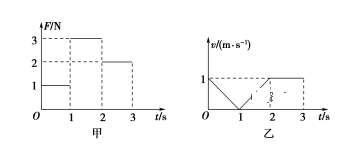 F/N
3
2
1
O 1 2 3 t/s
甲
v/(m·s⁻¹)
1
O 1 2 3 t/s
乙